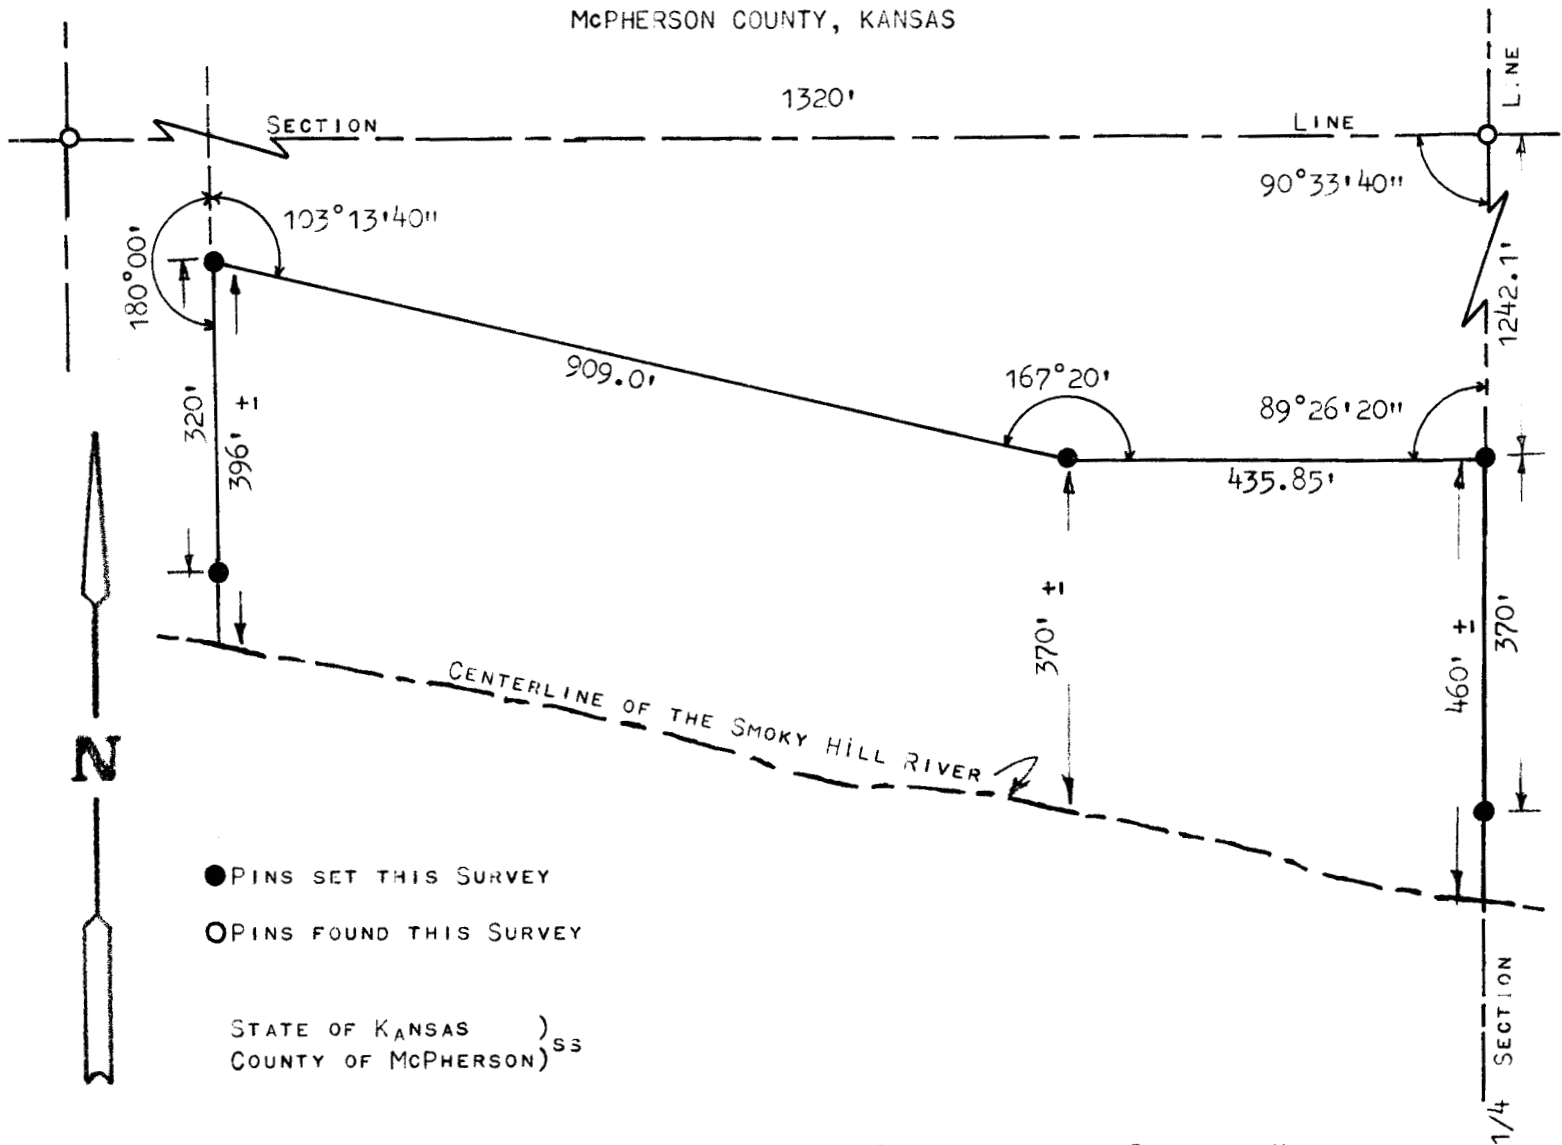 McPHERSON COUNTY, KANSAS
1320'
SECTION
LINE
LINE
90°33'40"
103°13'40"
180°00'
1242.1'
909.0'
167°20'
89°26'20"
320'
396' ±
435.85'
370' ±
460' ±
370'
CENTERLINE OF THE SMOKY HILL RIVER
N
PINS SET THIS SURVEY
PINS FOUND THIS SURVEY
STATE OF KANSAS )
COUNTY OF McPHERSON) SS
1/4 SECTION